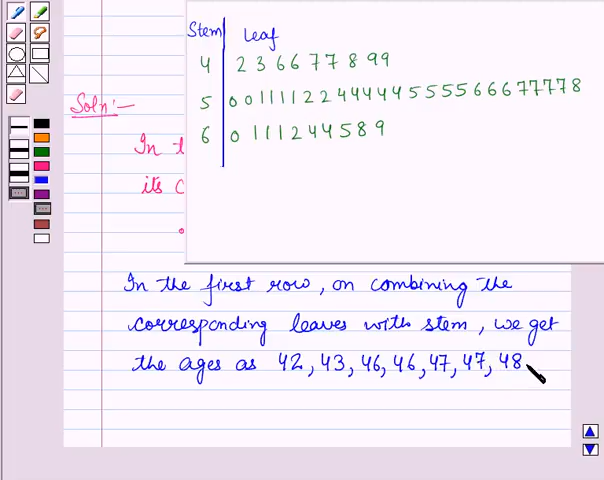 Stem Leaf
4 2 3 6 6 7 7 8 9 9
5 0 0 1 1 1 1 2 2 4 4 4 4 4 5 5 5 5 6 6 6 7 7 7 7 8
6 0 1 1 1 2 4 4 5 8 9
Soln:-
In t
its c
In the first row, on combining the
corresponding leaves with stem, we get
the ages as 42, 43, 46, 46, 47, 47, 48